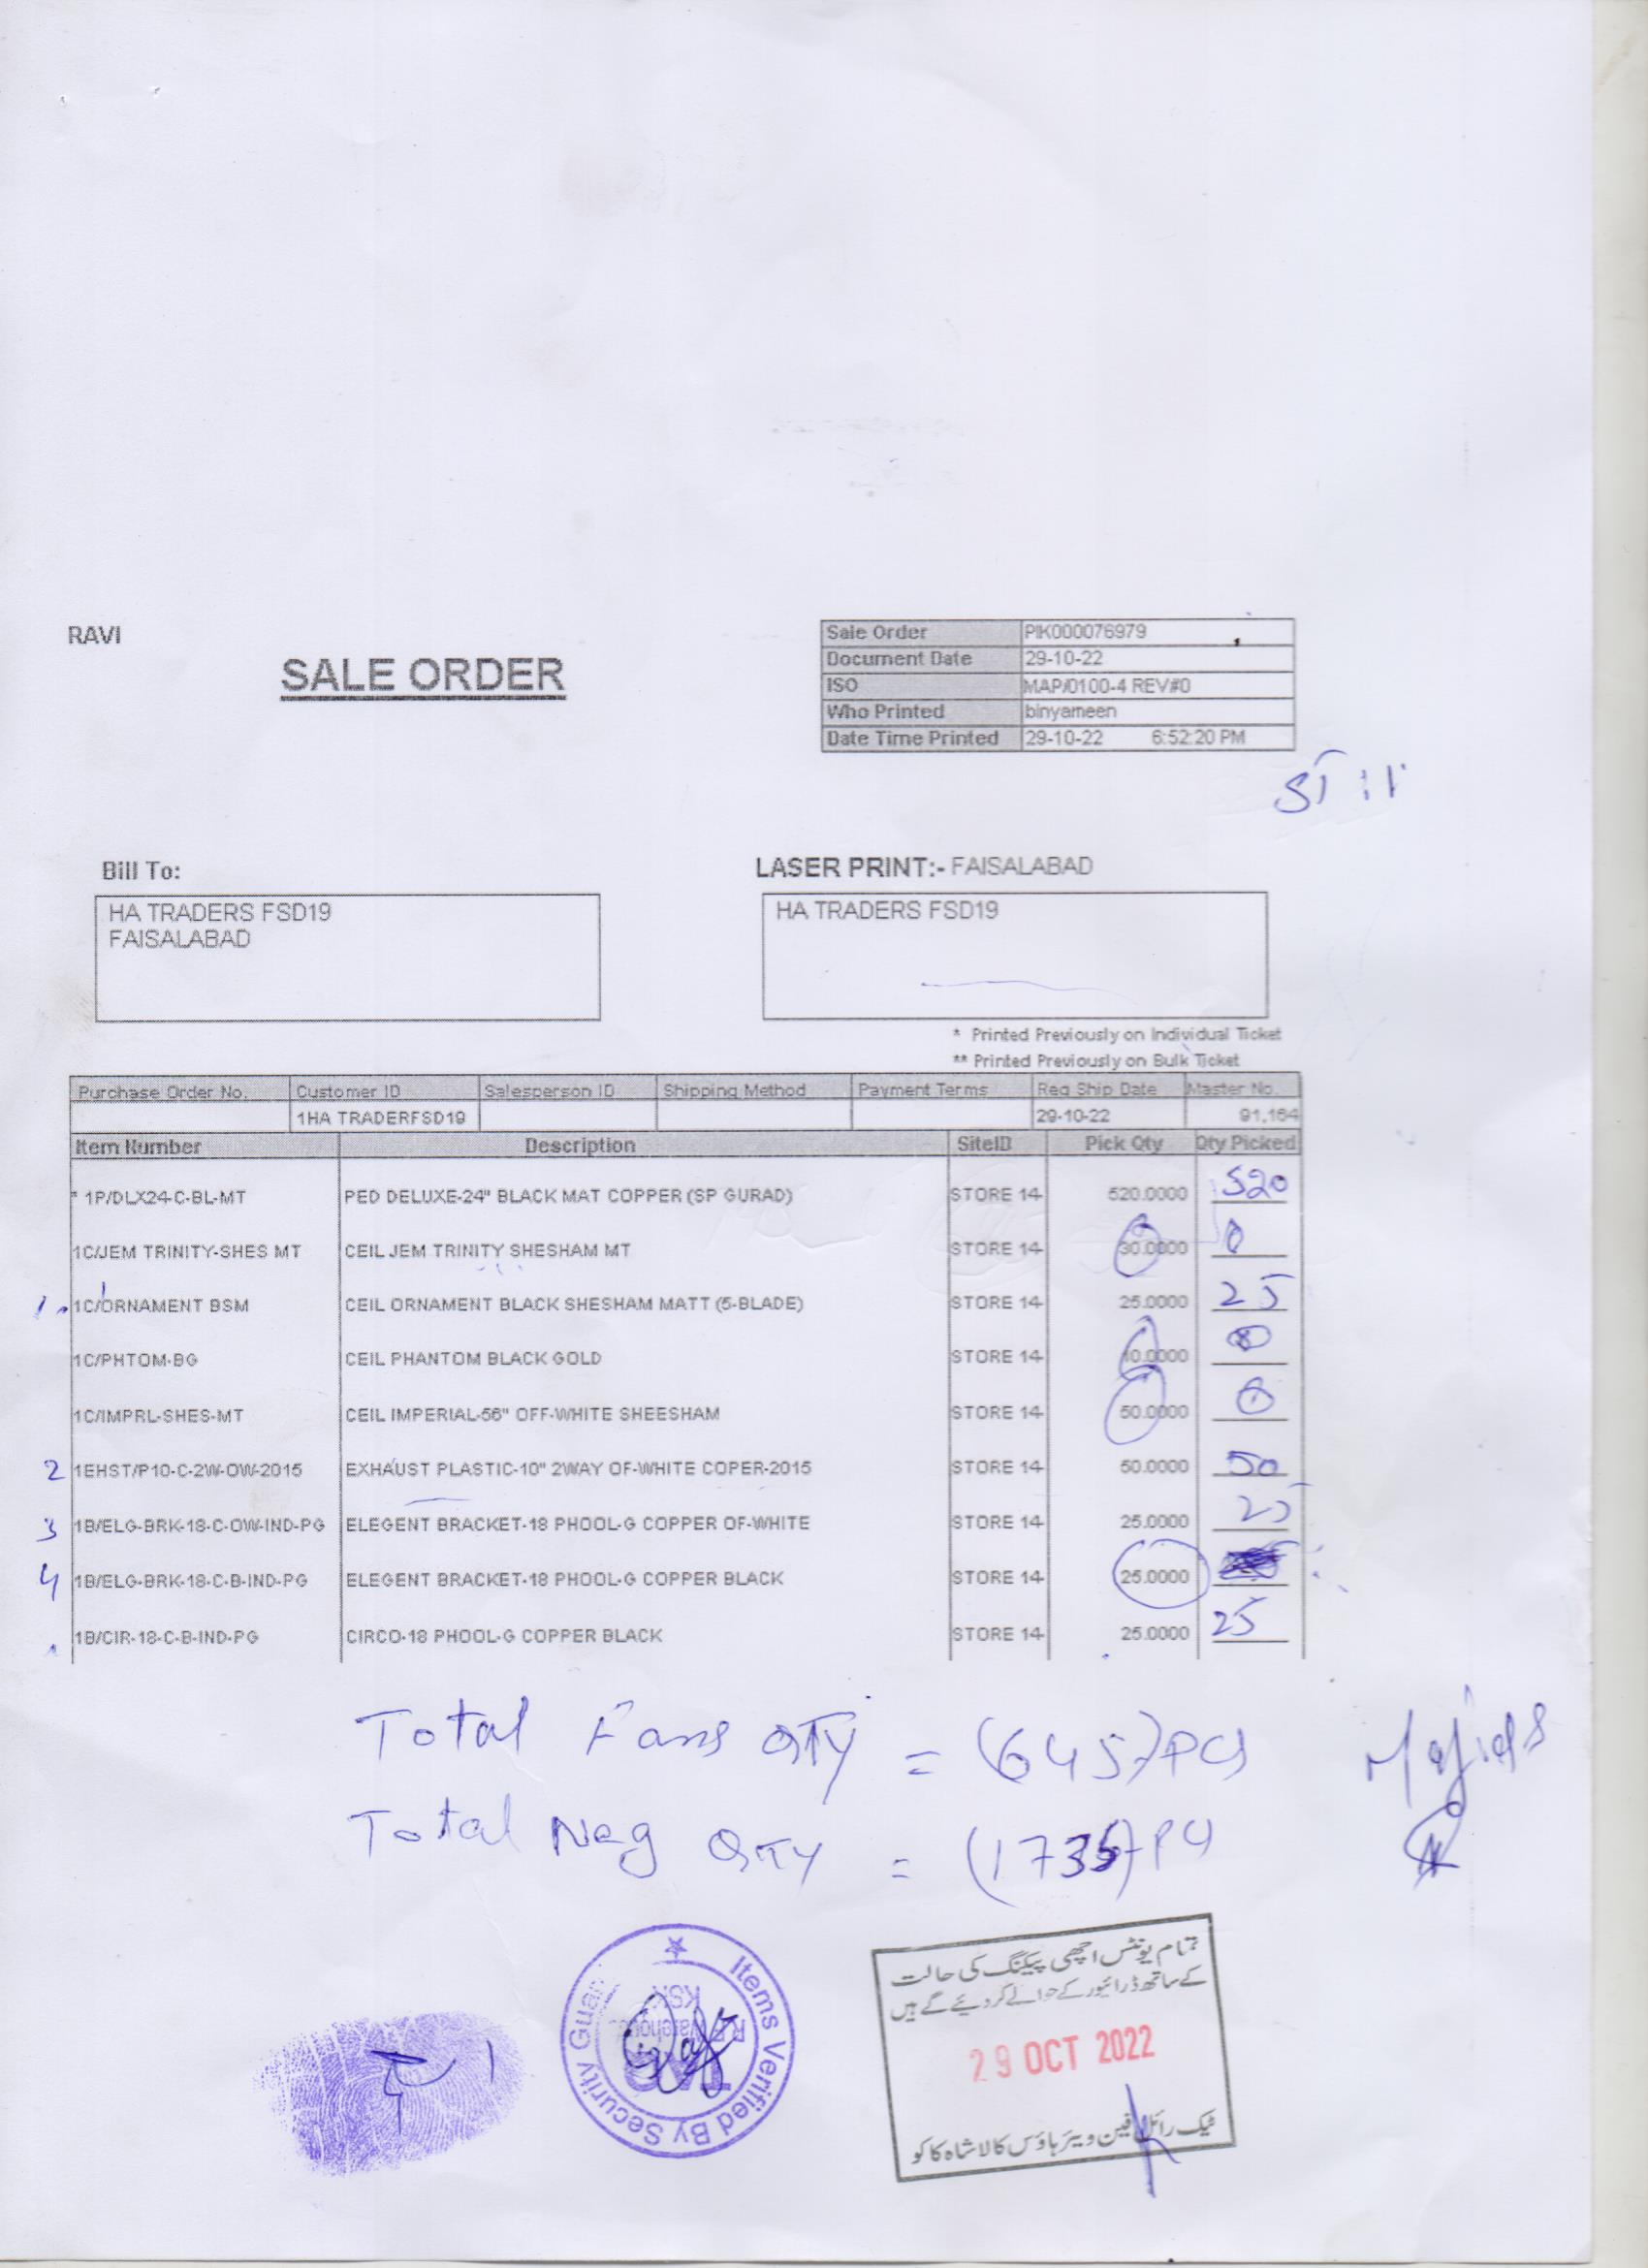 RAVI
SALE ORDER
Sale Order PIK000076979
Document Date 29-10-22
ISO MAP/0100-4 REV#0
Who Printed binyameen
Date Time Printed 29-10-22 6:52:20 PM
Bill To:
LASER PRINT:- FAISALABAD
HA TRADERS FSD19
FAISALABAD
HA TRADERS FSD19
* Printed Previously on Individual Ticket
** Printed Previously on Bulk Ticket
Purchase Order No. Customer ID Salesperson ID Shipping Method Payment Terms Req Ship Date Master No.
1HA TRADERFSD19 29-10-22 91,164
Item Number Description SiteID Pick Qty Qty Picked
* 1P/DLX24-C-BL-MT PED DELUXE-24" BLACK MAT COPPER (SP GURAD) STORE 14 520.0000 520
1C/JEM TRINITY-SHES MT CEIL JEM TRINITY SHESHAM MT STORE 14 30.0000 0
1. 1C/ORNAMENT BSM CEIL ORNAMENT BLACK SHESHAM MATT (5-BLADE) STORE 14 25.0000 25
1C/PHTOM-BG CEIL PHANTOM BLACK GOLD STORE 14 10.0000
1C/IMPRL-SHES-MT CEIL IMPERIAL-56" OFF-WHITE SHEESHAM STORE 14 50.0000 0
2 1EHST/P10-C-2W-OW-2015 EXHAUST PLASTIC-10" 2WAY OF-WHITE COPER-2015 STORE 14 50.0000 50
3 1B/ELG-BRK-18-C-OW-IND-PG ELEGENT BRACKET-18 PHOOL-G COPPER OF-WHITE STORE 14 25.0000 25
4 1B/ELG-BRK-18-C-B-IND-PG ELEGENT BRACKET-18 PHOOL-G COPPER BLACK STORE 14 25.0000
1B/CIR-18-C-B-IND-PG CIRCO-18 PHOOL-G COPPER BLACK STORE 14 25.0000 25
Total Fans QTY = (645) PCS
Total Neg QTY = (1735)
Items Verified By Security Guar
KSK
تمام یونٹس اچھی پیکینگ کی حالت
کے ساتھ ڈرائیور کے حوالے کر دیئے گے ہیں
29 OCT 2022
ٹیک رائل فین ویئر ہاؤس کالا شاہ کاکو